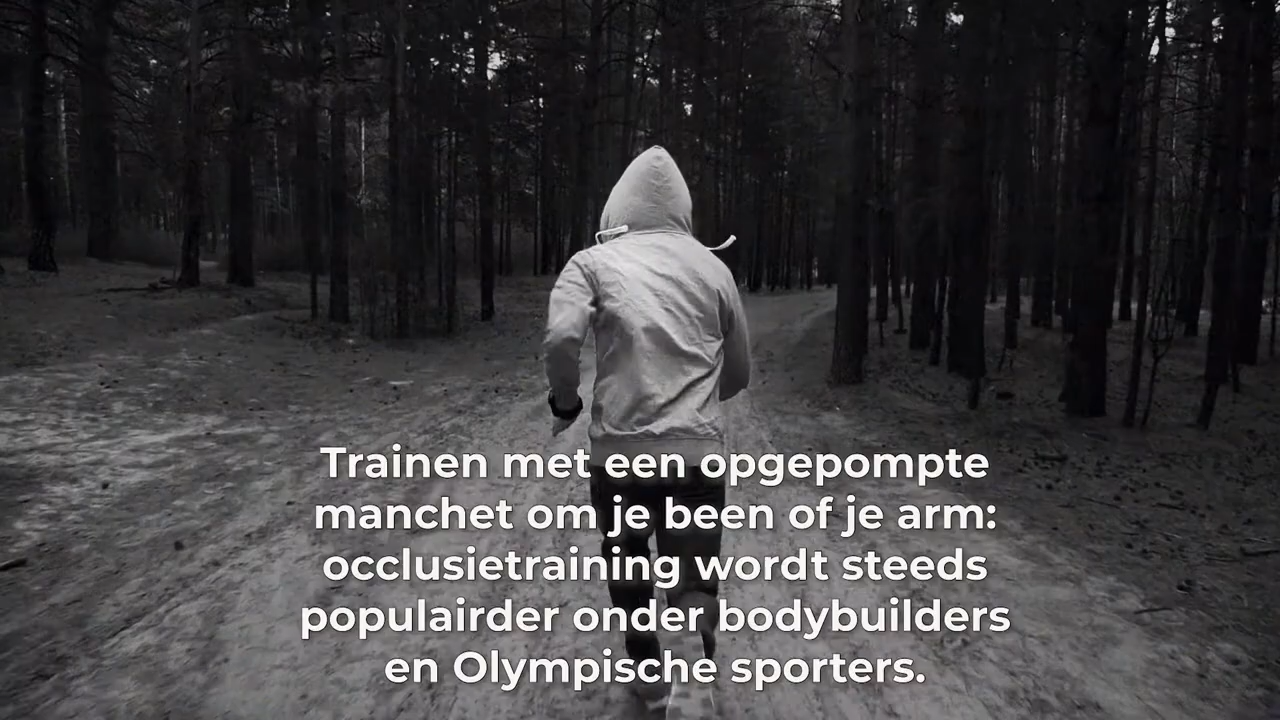 Trainen met een opgepompte
manchet om je been of je arm:
occlusietraining wordt steeds
populairder onder bodybuilders
en Olympische sporters.